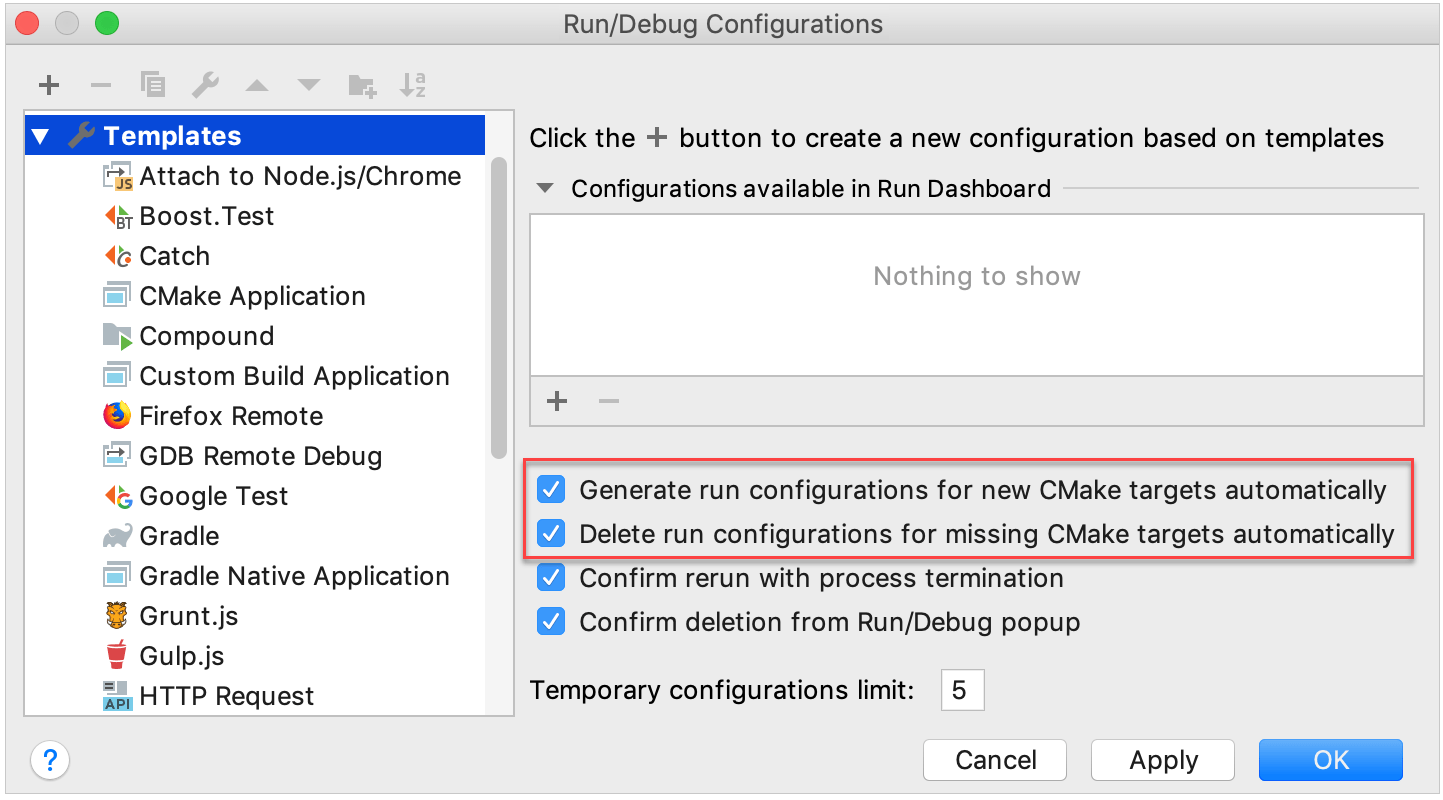 Run/Debug Configurations
Templates
Attach to Node.js/Chrome
Boost.Test
Catch
CMake Application
Compound
Custom Build Application
Firefox Remote
GDB Remote Debug
Google Test
Gradle
Gradle Native Application
Grunt.js
Gulp.js
HTTP Request
Click the + button to create a new configuration based on templates
Configurations available in Run Dashboard
Nothing to show
Generate run configurations for new CMake targets automatically
Delete run configurations for missing CMake targets automatically
Confirm rerun with process termination
Confirm deletion from Run/Debug popup
Temporary configurations limit: 5
? Cancel Apply OK